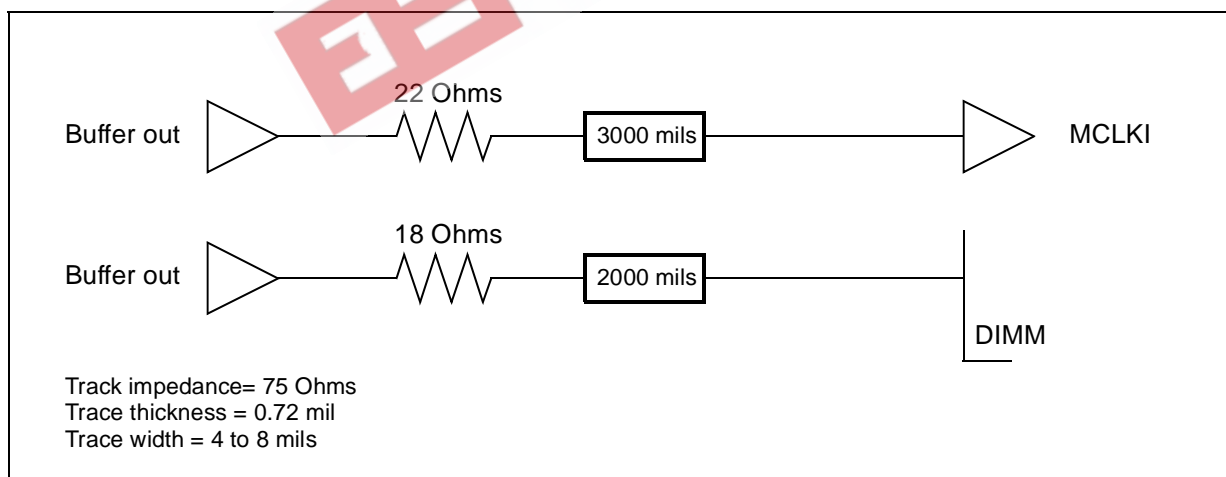 22 Ohms
Buffer out
3000 mils
MCLKI
18 Ohms
Buffer out
2000 mils
DIMM
Track impedance= 75 Ohms
Trace thickness = 0.72 mil
Trace width = 4 to 8 mils